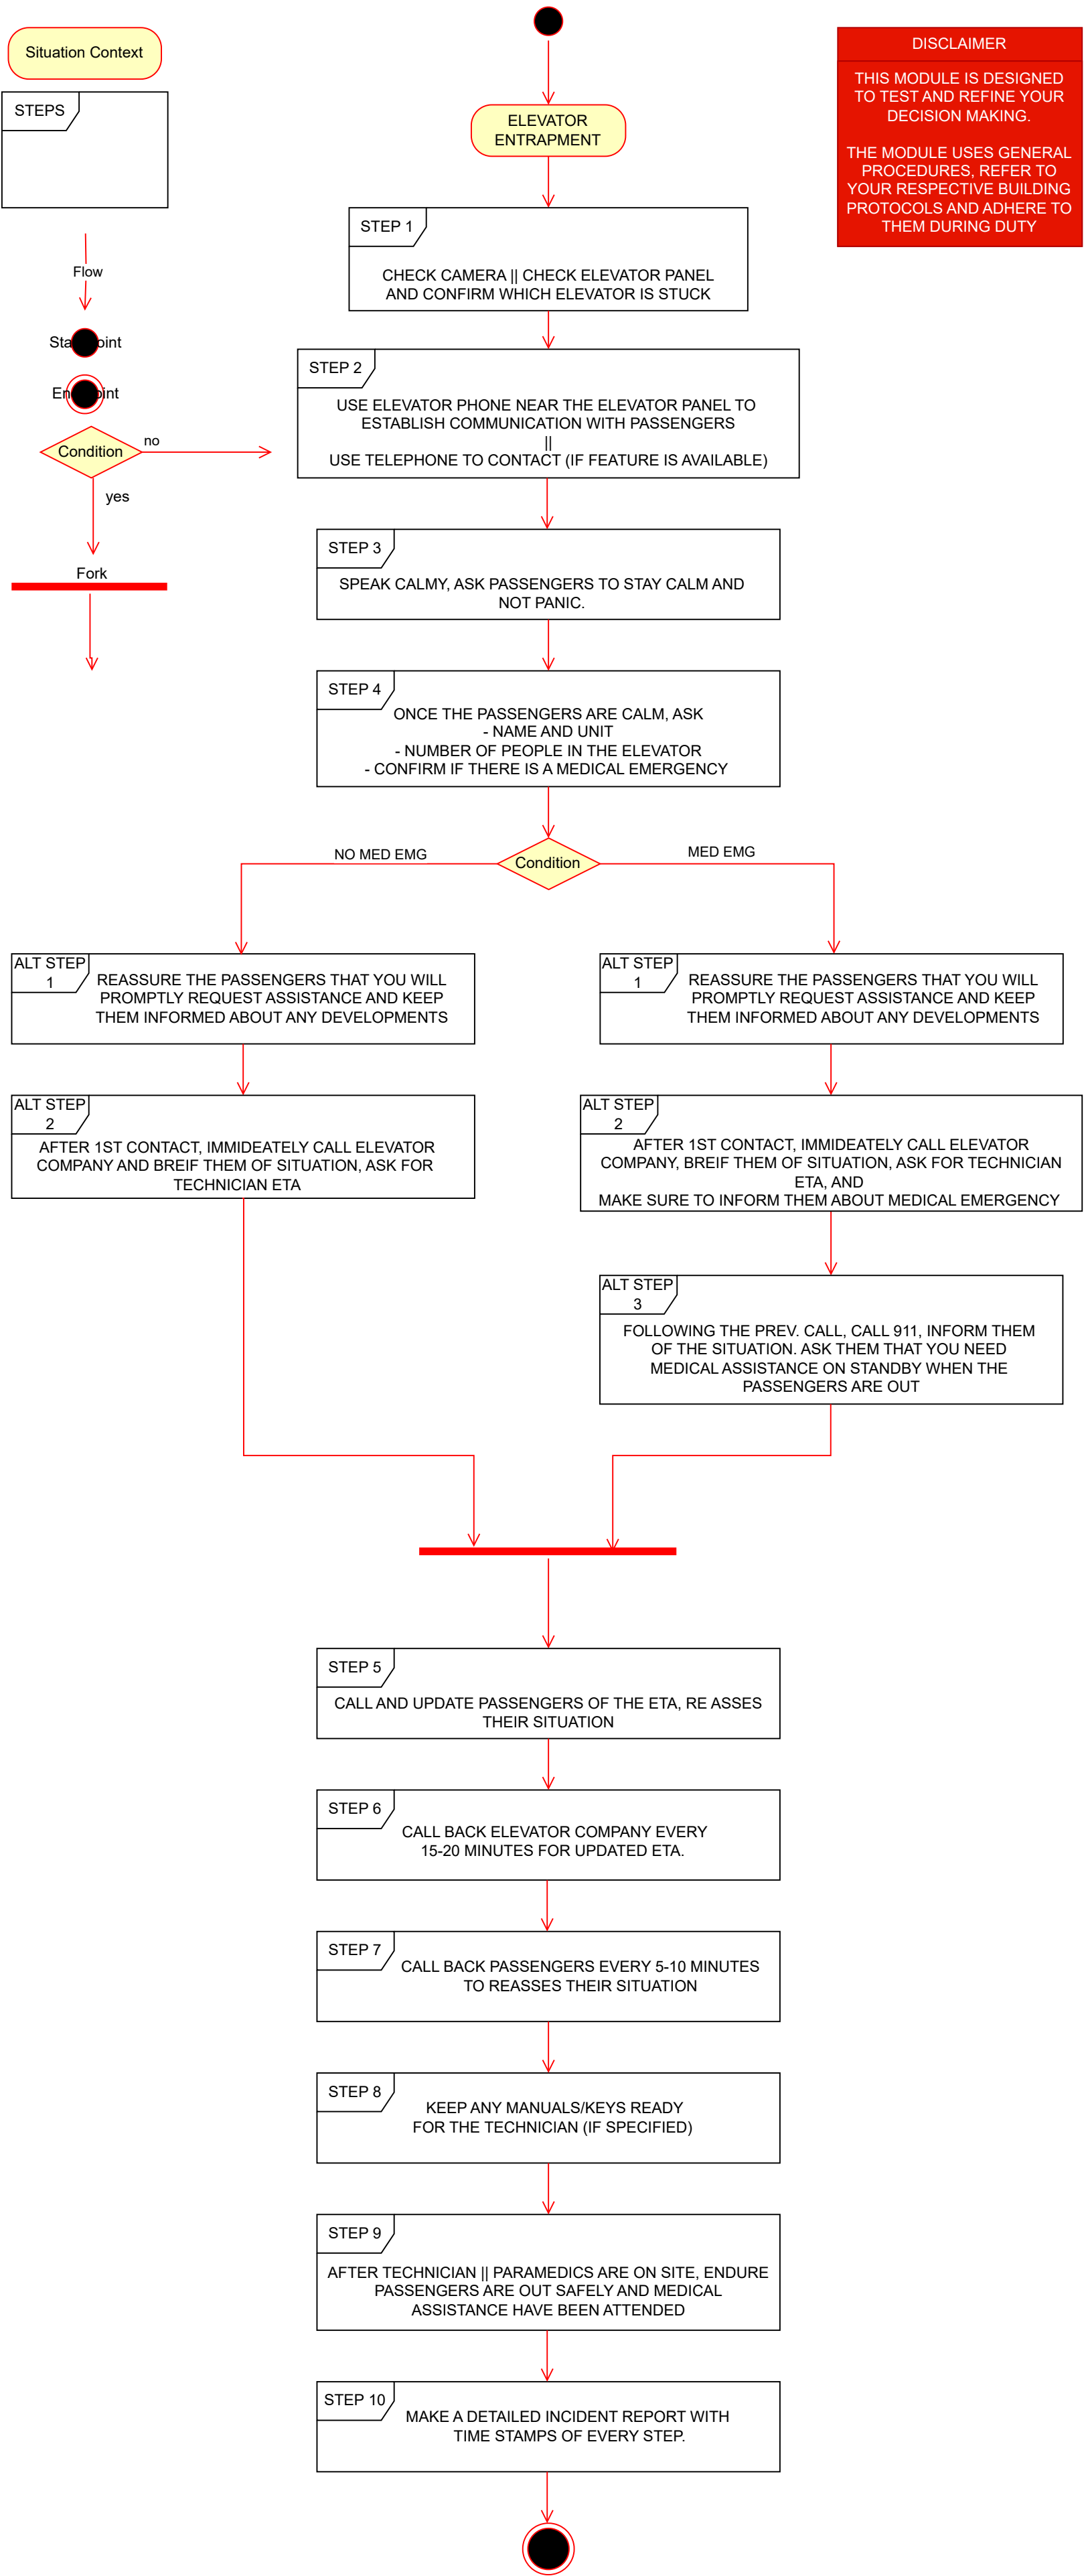 Situation Context
STEPS
Flow
Start Point
End Point
Condition
no
yes
Fork
DISCLAIMER
THIS MODULE IS DESIGNED
TO TEST AND REFINE YOUR
DECISION MAKING.
THE MODULE USES GENERAL
PROCEDURES, REFER TO
YOUR RESPECTIVE BUILDING
PROTOCOLS AND ADHERE TO
THEM DURING DUTY
ELEVATOR
ENTRAPMENT
STEP 1
CHECK CAMERA || CHECK ELEVATOR PANEL
AND CONFIRM WHICH ELEVATOR IS STUCK
STEP 2
USE ELEVATOR PHONE NEAR THE ELEVATOR PANEL TO
ESTABLISH COMMUNICATION WITH PASSENGERS
||
USE TELEPHONE TO CONTACT (IF FEATURE IS AVAILABLE)
STEP 3
SPEAK CALMY, ASK PASSENGERS TO STAY CALM AND
NOT PANIC.
STEP 4
ONCE THE PASSENGERS ARE CALM, ASK
- NAME AND UNIT
- NUMBER OF PEOPLE IN THE ELEVATOR
- CONFIRM IF THERE IS A MEDICAL EMERGENCY
Condition
NO MED EMG
MED EMG
ALT STEP
1
REASSURE THE PASSENGERS THAT YOU WILL
PROMPTLY REQUEST ASSISTANCE AND KEEP
THEM INFORMED ABOUT ANY DEVELOPMENTS
ALT STEP
2
AFTER 1ST CONTACT, IMMIDEATELY CALL ELEVATOR
COMPANY AND BREIF THEM OF SITUATION, ASK FOR
TECHNICIAN ETA
ALT STEP
1
REASSURE THE PASSENGERS THAT YOU WILL
PROMPTLY REQUEST ASSISTANCE AND KEEP
THEM INFORMED ABOUT ANY DEVELOPMENTS
ALT STEP
2
AFTER 1ST CONTACT, IMMIDEATELY CALL ELEVATOR
COMPANY, BREIF THEM OF SITUATION, ASK FOR TECHNICIAN
ETA, AND
MAKE SURE TO INFORM THEM ABOUT MEDICAL EMERGENCY
ALT STEP
3
FOLLOWING THE PREV. CALL, CALL 911, INFORM THEM
OF THE SITUATION. ASK THEM THAT YOU NEED
MEDICAL ASSISTANCE ON STANDBY WHEN THE
PASSENGERS ARE OUT
STEP 5
CALL AND UPDATE PASSENGERS OF THE ETA, RE ASSES
THEIR SITUATION
STEP 6
CALL BACK ELEVATOR COMPANY EVERY
15-20 MINUTES FOR UPDATED ETA.
STEP 7
CALL BACK PASSENGERS EVERY 5-10 MINUTES
TO REASSES THEIR SITUATION
STEP 8
KEEP ANY MANUALS/KEYS READY
FOR THE TECHNICIAN (IF SPECIFIED)
STEP 9
AFTER TECHNICIAN || PARAMEDICS ARE ON SITE, ENDURE
PASSENGERS ARE OUT SAFELY AND MEDICAL
ASSISTANCE HAVE BEEN ATTENDED
STEP 10
MAKE A DETAILED INCIDENT REPORT WITH
TIME STAMPS OF EVERY STEP.